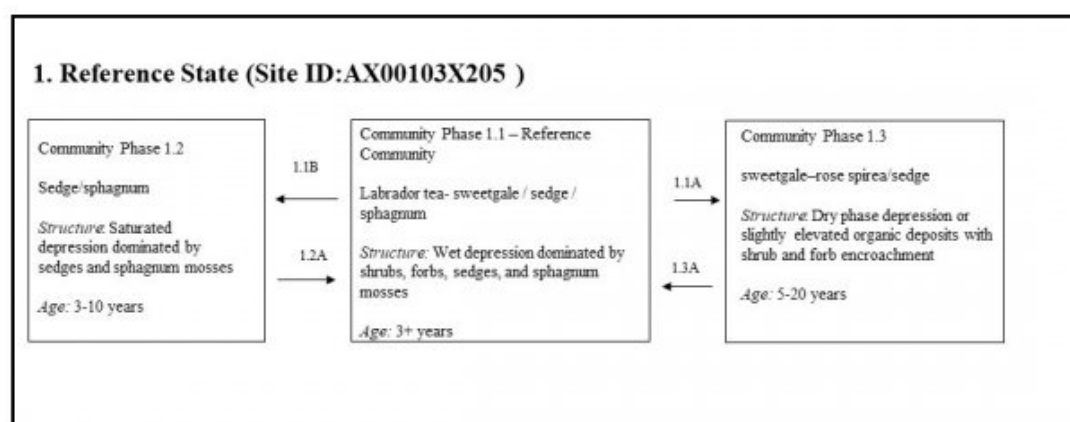 1. Reference State (Site ID:AX00103X205 )
Community Phase 1.2
Sedge/sphagnum
Structure: Saturated
depression dominated by
sedges and sphagnum mosses
Age: 3-10 years
1.1B
1.2A
Community Phase 1.1 – Reference
Community
Labrador tea- sweetgale / sedge /
sphagnum
Structure: Wet depression dominated by
shrubs, forbs, sedges, and sphagnum
mosses
Age: 3+ years
1.1A
1.3A
Community Phase 1.3
sweetgale–rose spirea/sedge
Structure: Dry phase depression or
slightly elevated organic deposits with
shrub and forb encroachment
Age: 5-20 years